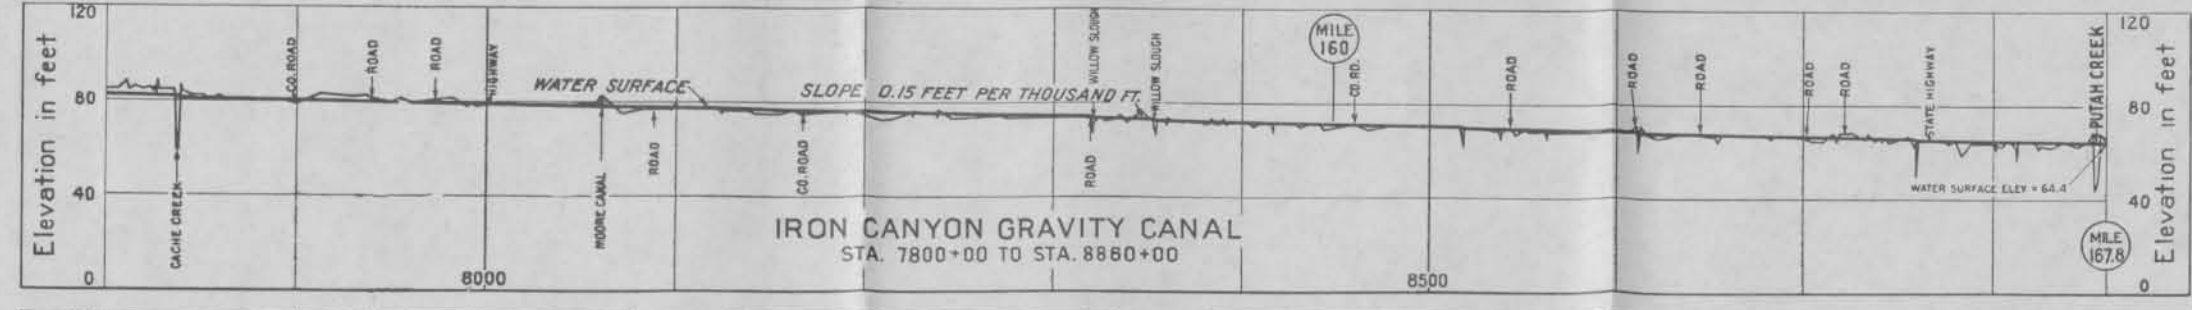 120
80
40
0
Elevation in feet
CACHE CREEK
CO. ROAD
ROAD
ROAD
HIGHWAY
8000
WATER SURFACE
MOORE CANAL
ROAD
SLOPE 0.15 FEET PER THOUSAND FT.
CO. ROAD
WILLOW SLOUGH
ROAD
WILLOW SLOUGH
MILE
160
CO. RD.
8500
ROAD
ROAD
ROAD
ROAD
ROAD
STATE HIGHWAY
WATER SURFACE ELEV = 64.4
PUTAH CREEK
MILE
167.8
IRON CANYON GRAVITY CANAL
STA. 7800+00 TO STA. 8860+00
120
80
40
0
Elevation in feet